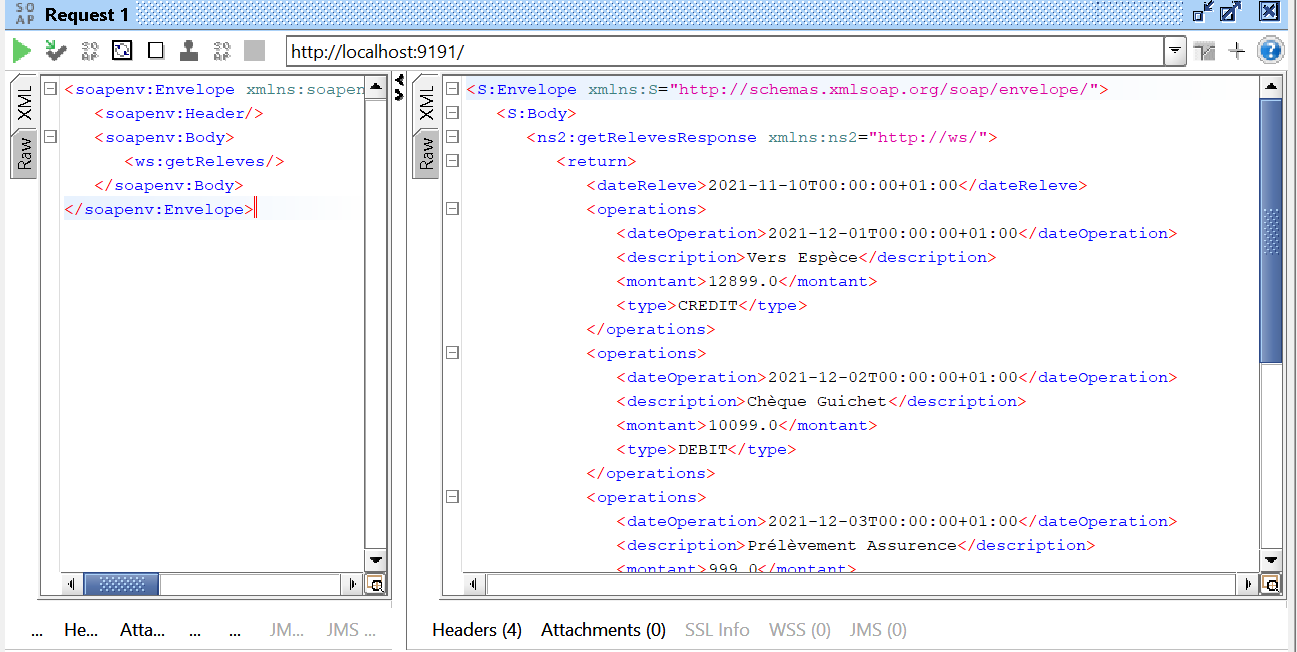 SO AP Request 1
http://localhost:9191/
XML
Raw
<soapenv:Envelope xmlns:soapen
<soapenv:Header/>
<soapenv:Body>
<ws:getReleves/>
</soapenv:Body>
</soapenv:Envelope>
... He... Atta... ... ... JM... JMS ...
XML
Raw
<S:Envelope xmlns:S="http://schemas.xmlsoap.org/soap/envelope/">
<S:Body>
<ns2:getRelevesResponse xmlns:ns2="http://ws/">
<return>
<dateReleve>2021-11-10T00:00:00+01:00</dateReleve>
<operations>
<dateOperation>2021-12-01T00:00:00+01:00</dateOperation>
<description>Vers Espèce</description>
<montant>12899.0</montant>
<type>CREDIT</type>
</operations>
<operations>
<dateOperation>2021-12-02T00:00:00+01:00</dateOperation>
<description>Chèque Guichet</description>
<montant>10099.0</montant>
<type>DEBIT</type>
</operations>
<operations>
<dateOperation>2021-12-03T00:00:00+01:00</dateOperation>
<description>Prélèvement Assurence</description>
<montant>999.0</montant>
Headers (4) Attachments (0) SSL Info WSS (0) JMS (0)